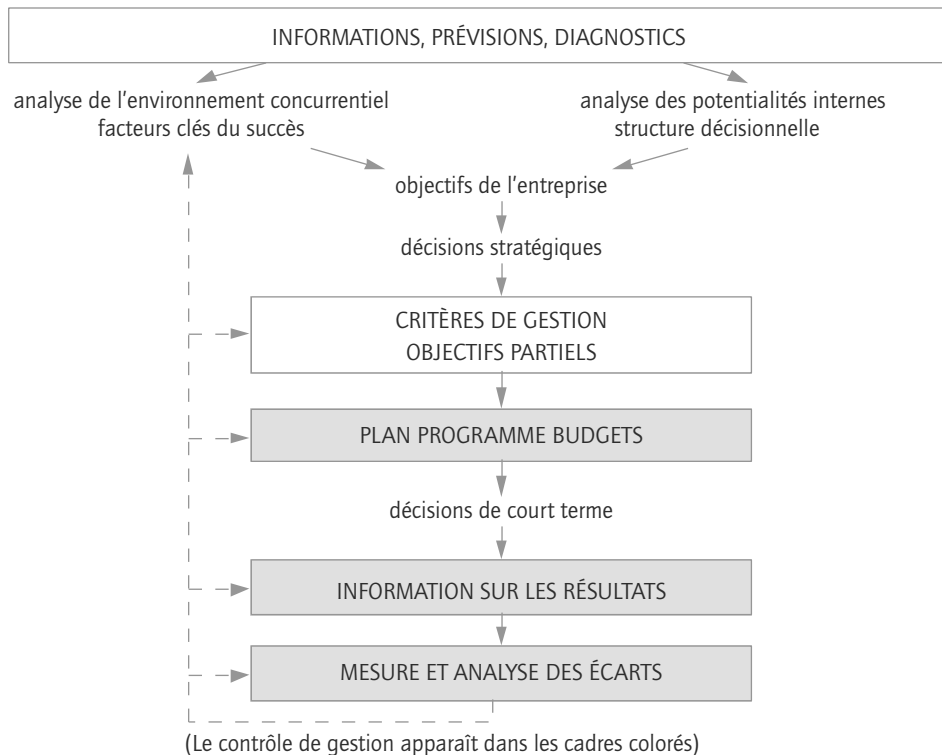 INFORMATIONS, PRÉVISIONS, DIAGNOSTICS
analyse de l’environnement concurrentiel
facteurs clés du succès
analyse des potentialités internes
structure décisionnelle
objectifs de l’entreprise
décisions stratégiques
CRITÈRES DE GESTION
OBJECTIFS PARTIELS
PLAN PROGRAMME BUDGETS
décisions de court terme
INFORMATION SUR LES RÉSULTATS
MESURE ET ANALYSE DES ÉCARTS
(Le contrôle de gestion apparaît dans les cadres colorés)